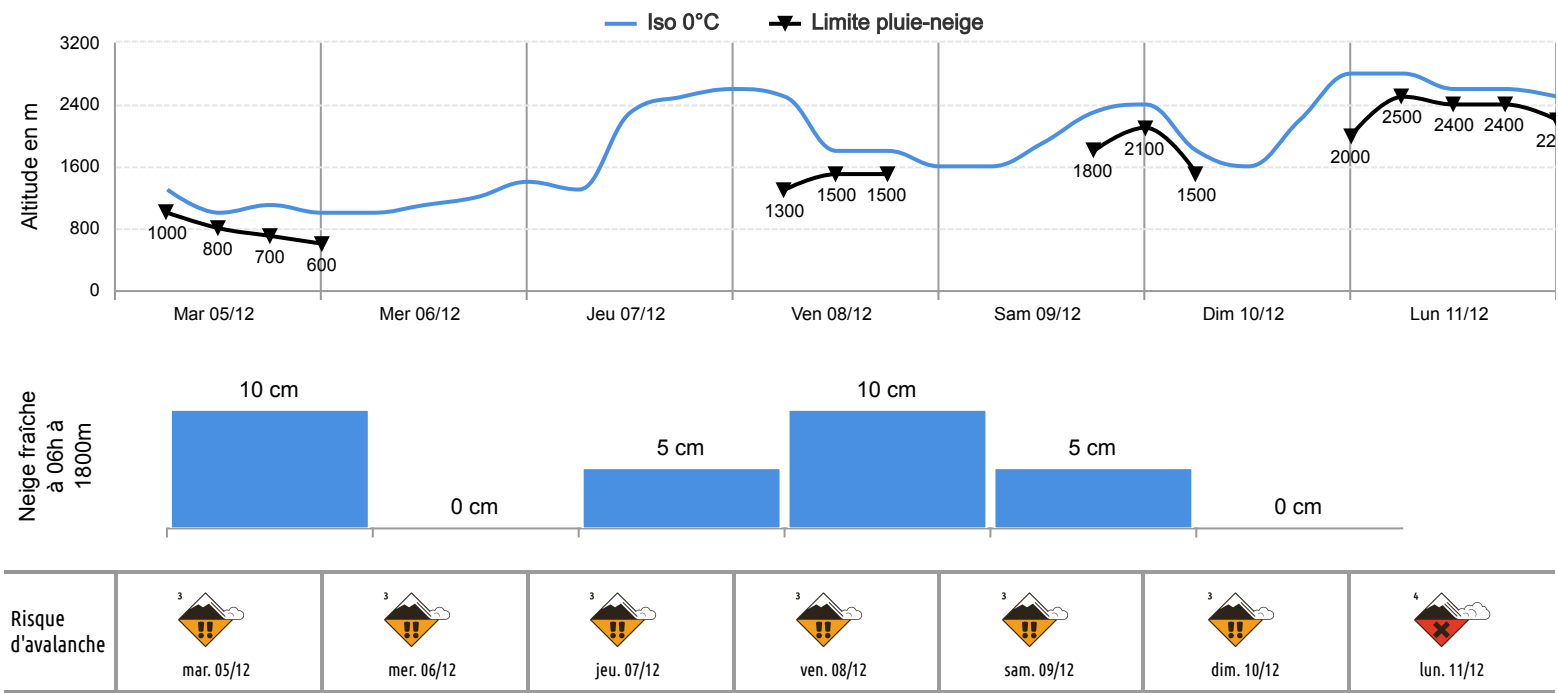 Iso 0°C Limite pluie-neige
Altitude en m
3200
2400
1600
800
0
1000 800 700 600 1300 1500 1500 1800 2100 1500 2000 2500 2400 2400 22
Mar 05/12 Mer 06/12 Jeu 07/12 Ven 08/12 Sam 09/12 Dim 10/12 Lun 11/12
Neige fraîche
à 06h à
1800m
10 cm 0 cm 5 cm 10 cm 5 cm 0 cm
Risque
d'avalanche
3 3 3 3 3 3 4
mar. 05/12 mer. 06/12 jeu. 07/12 ven. 08/12 sam. 09/12 dim. 10/12 lun. 11/12